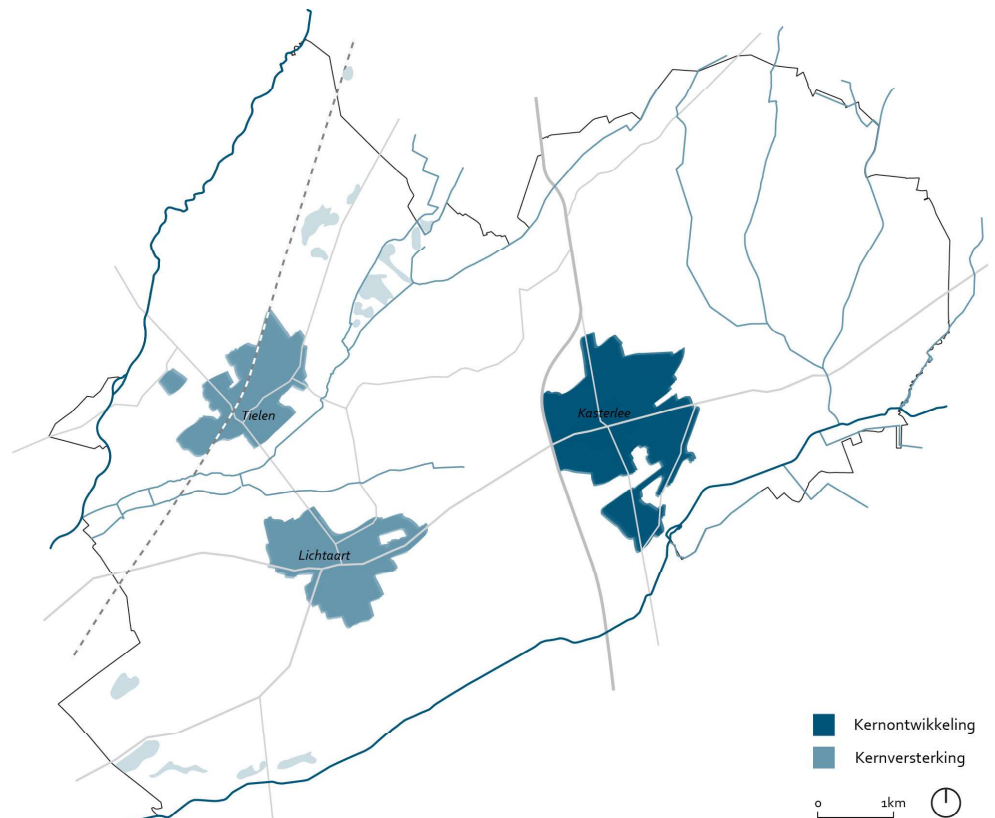 Tielen
Kasterlee
Lichtaart
Kernontwikkeling
Kernversterking
0 1km